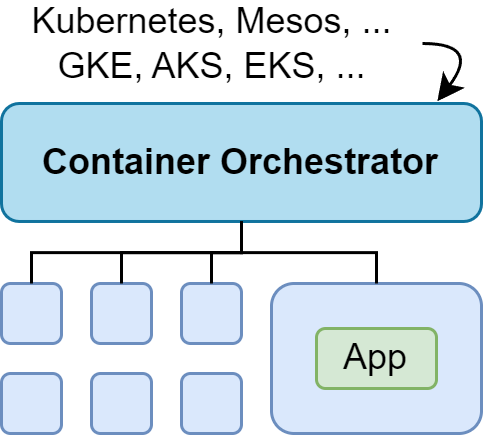 Kubernetes, Mesos, ...
GKE, AKS, EKS, ...
Container Orchestrator
App